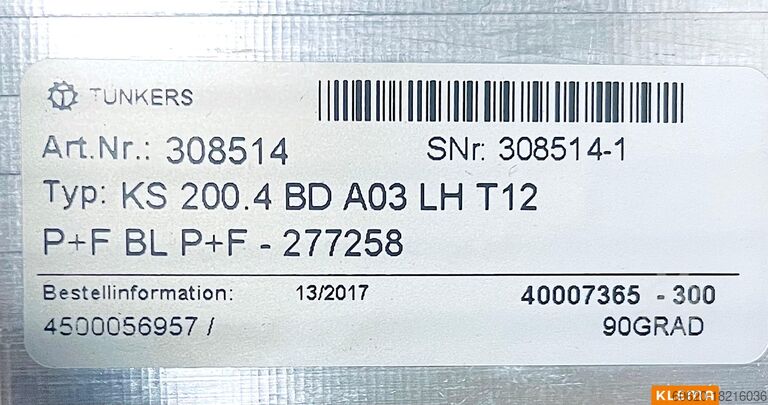 TÜNKERS
Art.Nr.: 308514 SNr: 308514-1
Typ: KS 200.4 BD A03 LH T12
P+F BL P+F - 277258
Bestellinformation: 13/2017 40007365 - 300
4500056957 / 90GRAD